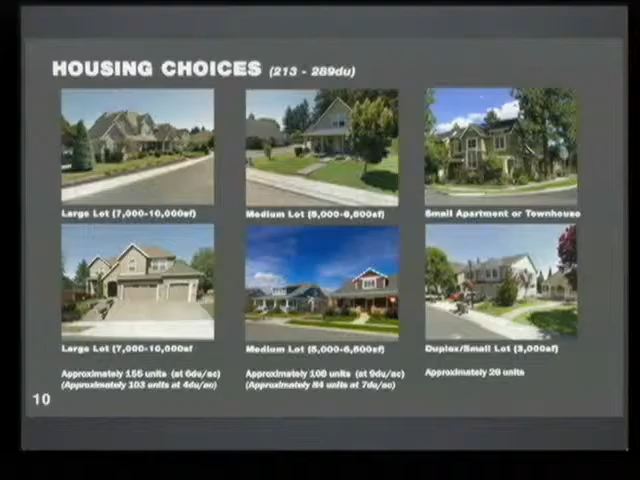 HOUSING CHOICES (213 - 289du)
Large Lot (7,000-10,000sf)
Medium Lot (5,000-6,600sf)
Small Apartment or Townhouse
Large Lot (7,000-10,000sf
Medium Lot (5,000-6,600sf)
Duplex/Small Lot (3,000sf)
Approximately 155 units (at 6du/ac)
(Approximately 103 units at 4du/ac)
Approximately 108 units (at 9du/ac)
(Approximately 84 units at 7du/ac)
Approximately 26 units
10